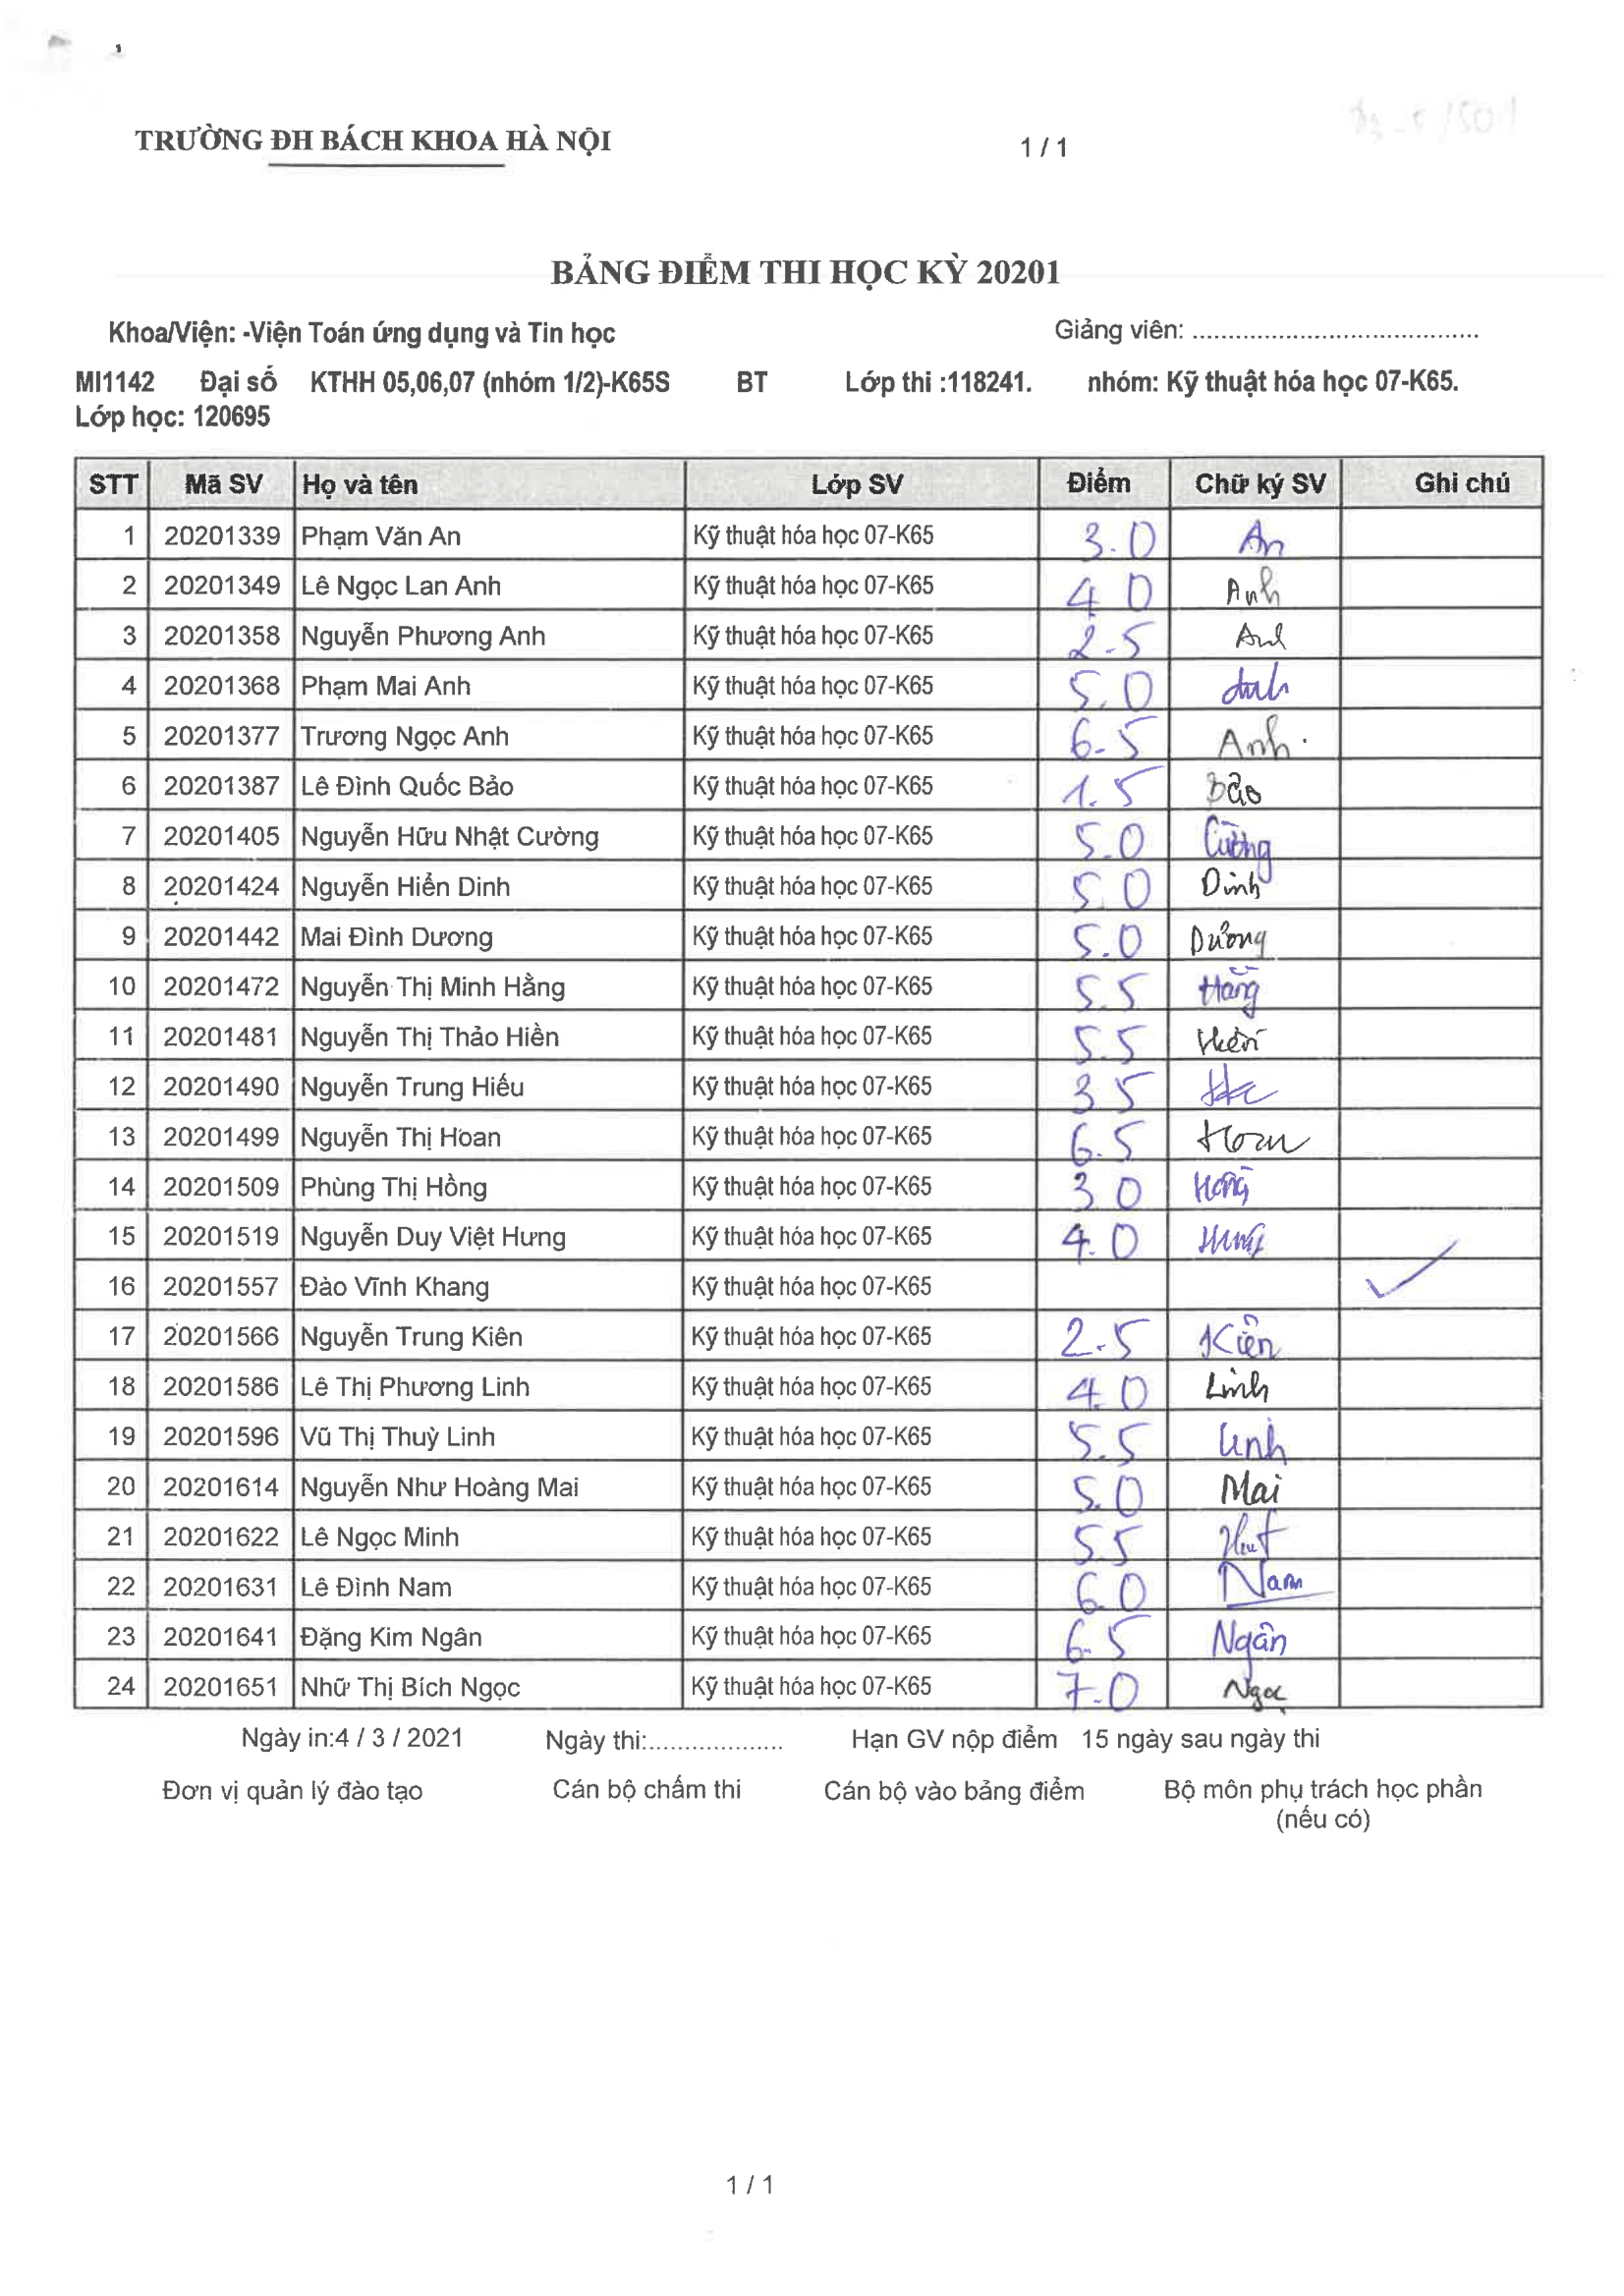 TRƯỜNG ĐH BÁCH KHOA HÀ NỘI 1 / 1
BẢNG ĐIỂM THI HỌC KỲ 20201
Khoa/Viện: -Viện Toán ứng dụng và Tin học Giảng viên: ..........................................
MI1142 Đại số KTHH 05,06,07 (nhóm 1/2)-K65S BT Lớp thi :118241. nhóm: Kỹ thuật hóa học 07-K65.
Lớp học: 120695
STT Mã SV Họ và tên Lớp SV Điểm Chữ ký SV Ghi chú
1 20201339 Phạm Văn An Kỹ thuật hóa học 07-K65 3.0 An
2 20201349 Lê Ngọc Lan Anh Kỹ thuật hóa học 07-K65 4 0 Anh
3 20201358 Nguyễn Phương Anh Kỹ thuật hóa học 07-K65 2.5 Anh
4 20201368 Phạm Mai Anh Kỹ thuật hóa học 07-K65 5.0 Anh
5 20201377 Trương Ngọc Anh Kỹ thuật hóa học 07-K65 6.5 Anh
6 20201387 Lê Đình Quốc Bảo Kỹ thuật hóa học 07-K65 1.5 Bảo
7 20201405 Nguyễn Hữu Nhật Cường Kỹ thuật hóa học 07-K65 5.0 Cường
8 20201424 Nguyễn Hiển Dinh Kỹ thuật hóa học 07-K65 5.0 Dinh
9 20201442 Mai Đình Dương Kỹ thuật hóa học 07-K65 5.0 Dương
10 20201472 Nguyễn Thị Minh Hằng Kỹ thuật hóa học 07-K65 5.5 Hằng
11 20201481 Nguyễn Thị Thảo Hiền Kỹ thuật hóa học 07-K65 5.5 Hiền
12 20201490 Nguyễn Trung Hiếu Kỹ thuật hóa học 07-K65 3 5
13 20201499 Nguyễn Thị Hoan Kỹ thuật hóa học 07-K65 6.5 Hoan
14 20201509 Phùng Thị Hồng Kỹ thuật hóa học 07-K65 3 0 Hồng
15 20201519 Nguyễn Duy Việt Hưng Kỹ thuật hóa học 07-K65 4.0 Hưng
16 20201557 Đào Vĩnh Khang Kỹ thuật hóa học 07-K65 ✓
17 20201566 Nguyễn Trung Kiên Kỹ thuật hóa học 07-K65 2.5 Kiên
18 20201586 Lê Thị Phương Linh Kỹ thuật hóa học 07-K65 4.0 Linh
19 20201596 Vũ Thị Thuỳ Linh Kỹ thuật hóa học 07-K65 5.5 Linh
20 20201614 Nguyễn Như Hoàng Mai Kỹ thuật hóa học 07-K65 5.0 Mai
21 20201622 Lê Ngọc Minh Kỹ thuật hóa học 07-K65 5 5
22 20201631 Lê Đình Nam Kỹ thuật hóa học 07-K65 6.0 Nam
23 20201641 Đặng Kim Ngân Kỹ thuật hóa học 07-K65 6.5 Ngân
24 20201651 Nhữ Thị Bích Ngọc Kỹ thuật hóa học 07-K65 7.0 Ngọc
Ngày in:4 / 3 / 2021 Ngày thi:................... Hạn GV nộp điểm 15 ngày sau ngày thi
Đơn vị quản lý đào tạo Cán bộ chấm thi Cán bộ vào bảng điểm Bộ môn phụ trách học phần
(nếu có)
1 / 1